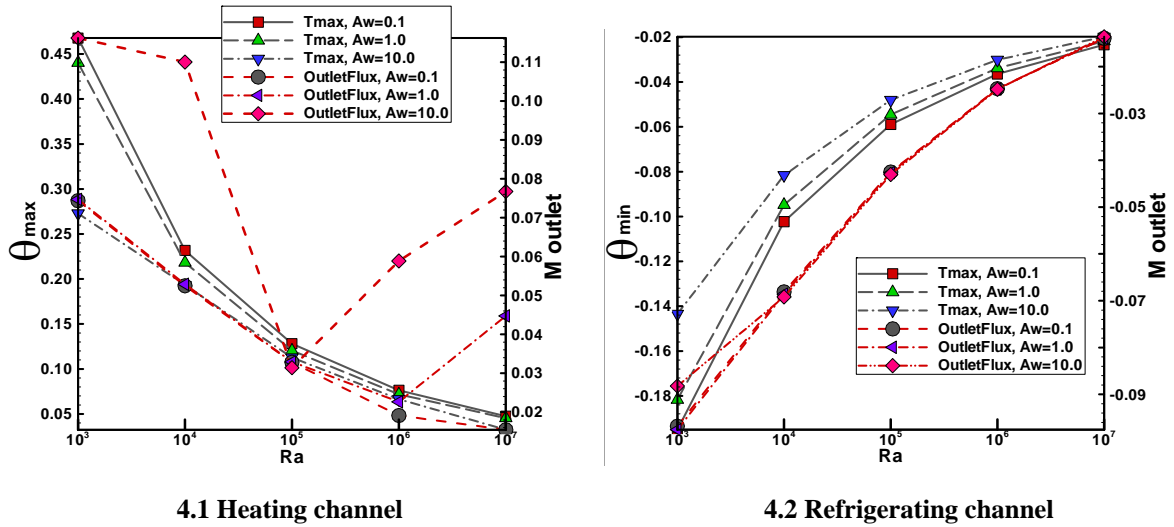 Tmax, Aw=0.1
Tmax, Aw=1.0
Tmax, Aw=10.0
OutletFlux, Aw=0.1
OutletFlux, Aw=1.0
OutletFlux, Aw=10.0
0.45
0.40
0.35
0.30
0.25
0.20
0.15
0.10
0.05
θmax
0.11
0.10
0.09
0.08
0.07
0.06
0.05
0.04
0.03
0.02
M outlet
10³ 10⁴ 10⁵ 10⁶ 10⁷
Ra
4.1 Heating channel
-0.02
-0.04
-0.06
-0.08
-0.10
-0.12
-0.14
-0.16
-0.18
θmin
Tmax, Aw=0.1
Tmax, Aw=1.0
Tmax, Aw=10.0
OutletFlux, Aw=0.1
OutletFlux, Aw=1.0
OutletFlux, Aw=10.0
-0.03
-0.05
-0.07
-0.09
M outlet
10³ 10⁴ 10⁵ 10⁶ 10⁷
Ra
4.2 Refrigerating channel